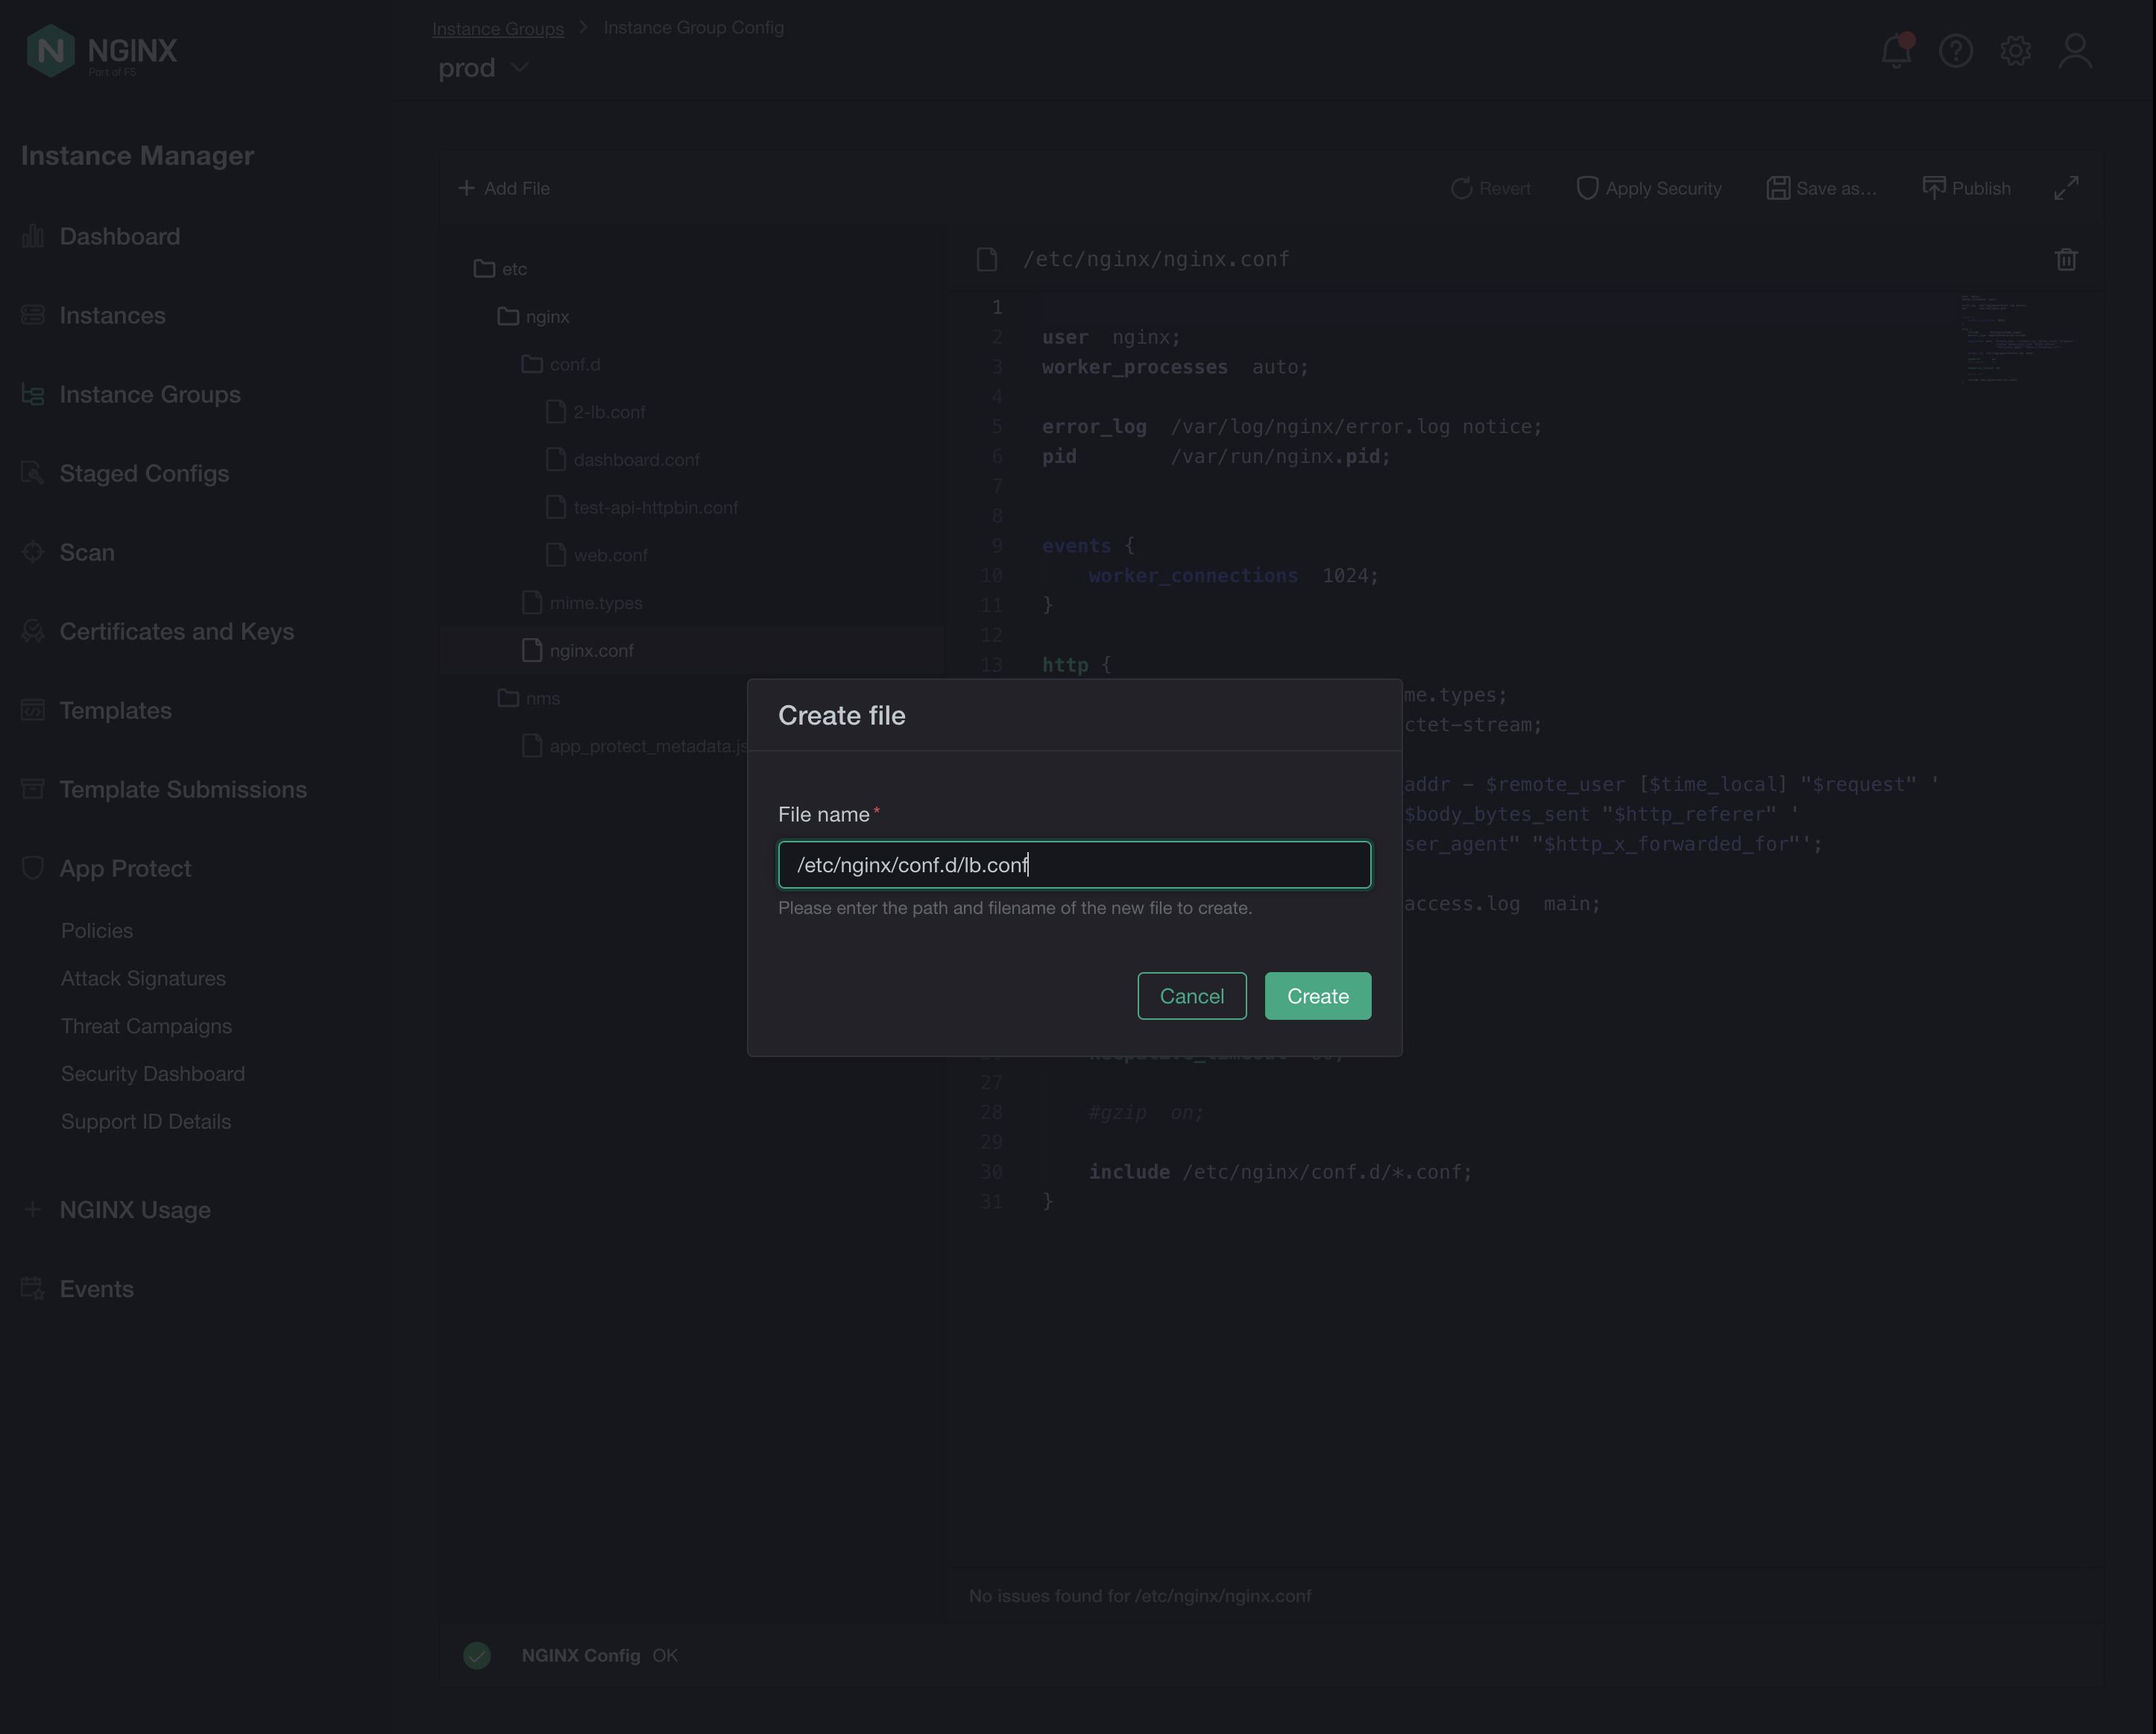 NGINX
Part of F5
Instance Groups > Instance Group Config
prod
Instance Manager
Dashboard
Instances
Instance Groups
Staged Configs
Scan
Certificates and Keys
Templates
Template Submissions
App Protect
Policies
Attack Signatures
Threat Campaigns
Security Dashboard
Support ID Details
NGINX Usage
Events
+ Add File
Revert
Apply Security
Save as...
Publish
etc
nginx
conf.d
2-lb.conf
dashboard.conf
test-api-httpbin.conf
web.conf
mime.types
nginx.conf
nms
app_protect_metadata.js
/etc/nginx/nginx.conf
1
2 user  nginx;
3 worker_processes  auto;
4
5 error_log  /var/log/nginx/error.log notice;
6 pid        /var/run/nginx.pid;
7
8
9 events {
10     worker_connections  1024;
11 }
12
13 http {
me.types;
ctet-stream;
addr - $remote_user [$time_local] "$request" '
$body_bytes_sent "$http_referer" '
ser_agent" "$http_x_forwarded_for"';
access.log  main;
27
28     #gzip  on;
29
30     include /etc/nginx/conf.d/*.conf;
31 }
Create file
File name*
/etc/nginx/conf.d/lb.conf
Please enter the path and filename of the new file to create.
Cancel
Create
No issues found for /etc/nginx/nginx.conf
NGINX Config OK